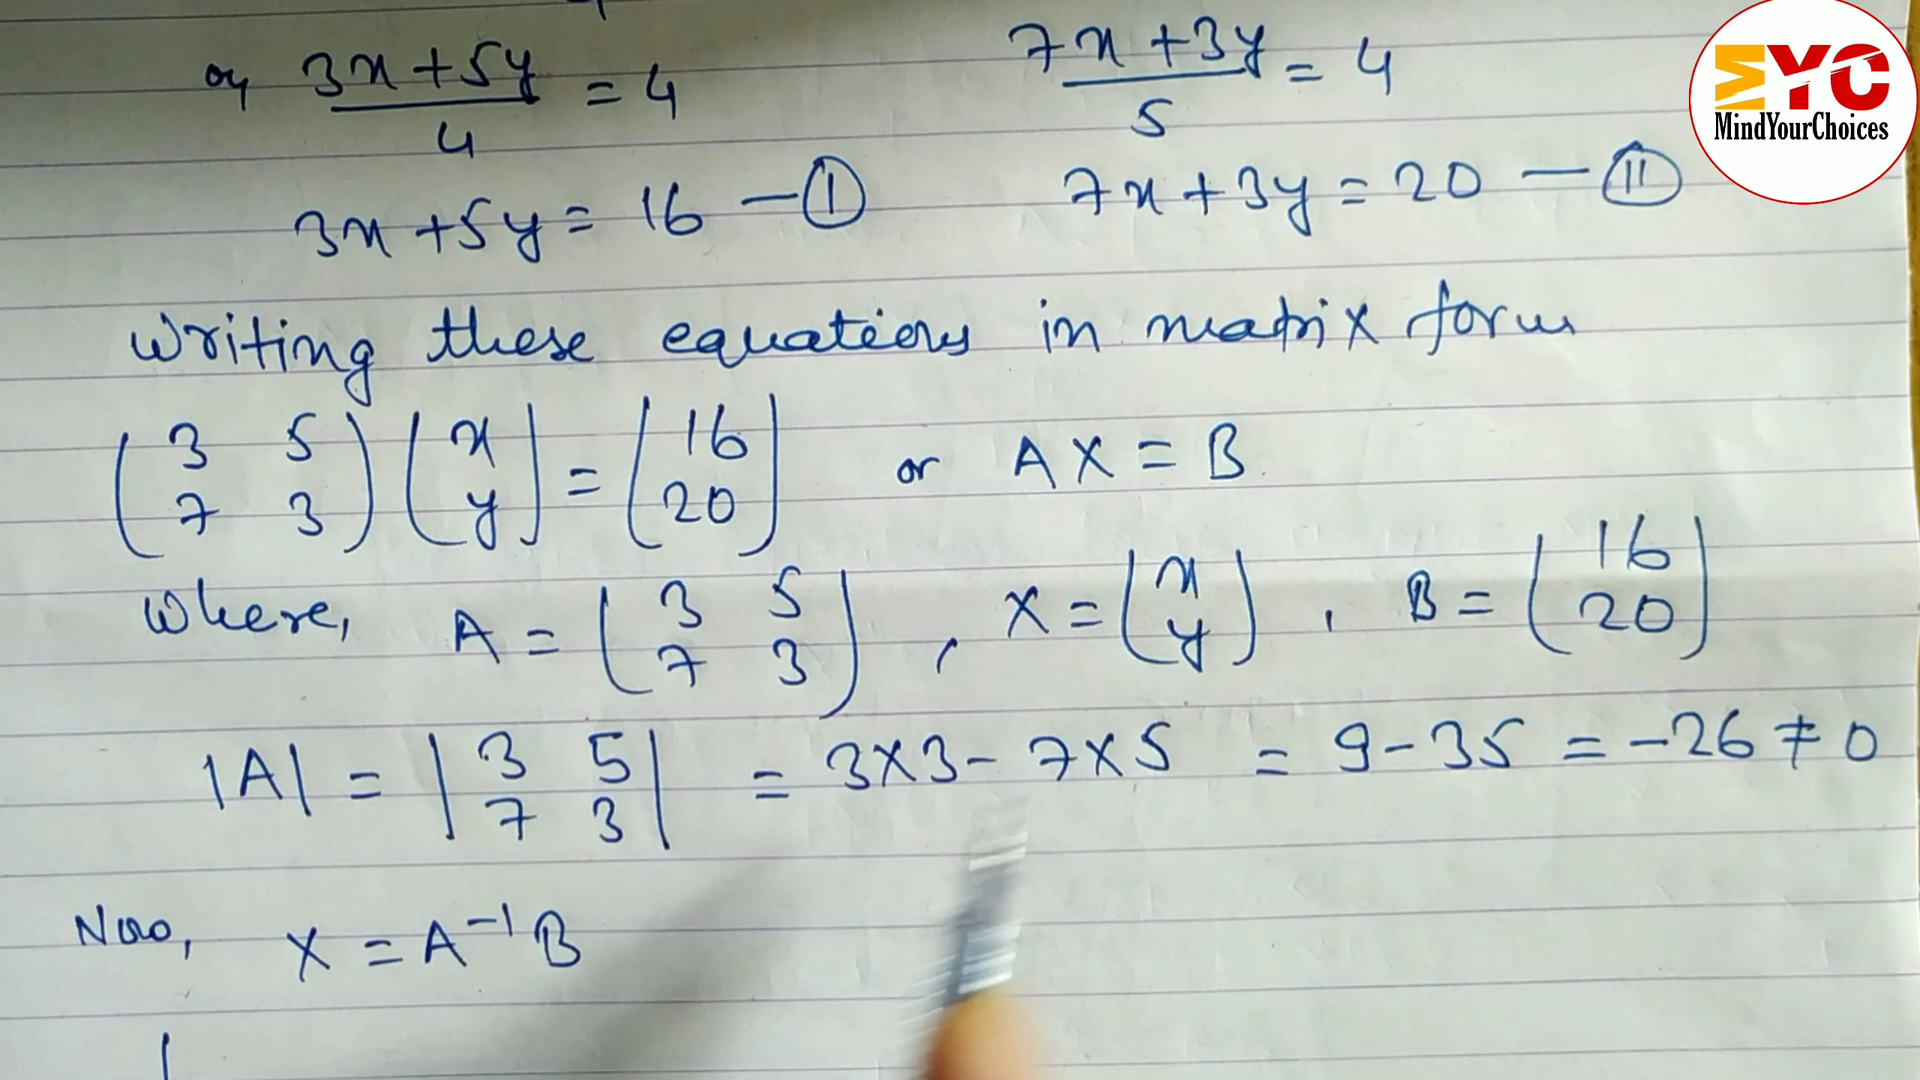 or, 3x+5y/4 = 4    7x+3y/5 = 4
3x+5y = 16 — Ⓘ    7x+3y = 20 — ⒾⒾ
MYC
MindYourChoices
Writing these equations in matrix form
(3 5; 7 3) (x; y) = (16; 20) or AX = B
Where, A = (3 5; 7 3), X = (x; y), B = (16; 20)
|A| = |3 5; 7 3| = 3×3 - 7×5 = 9-35 = -26 ≠ 0
Now, X = A⁻¹B